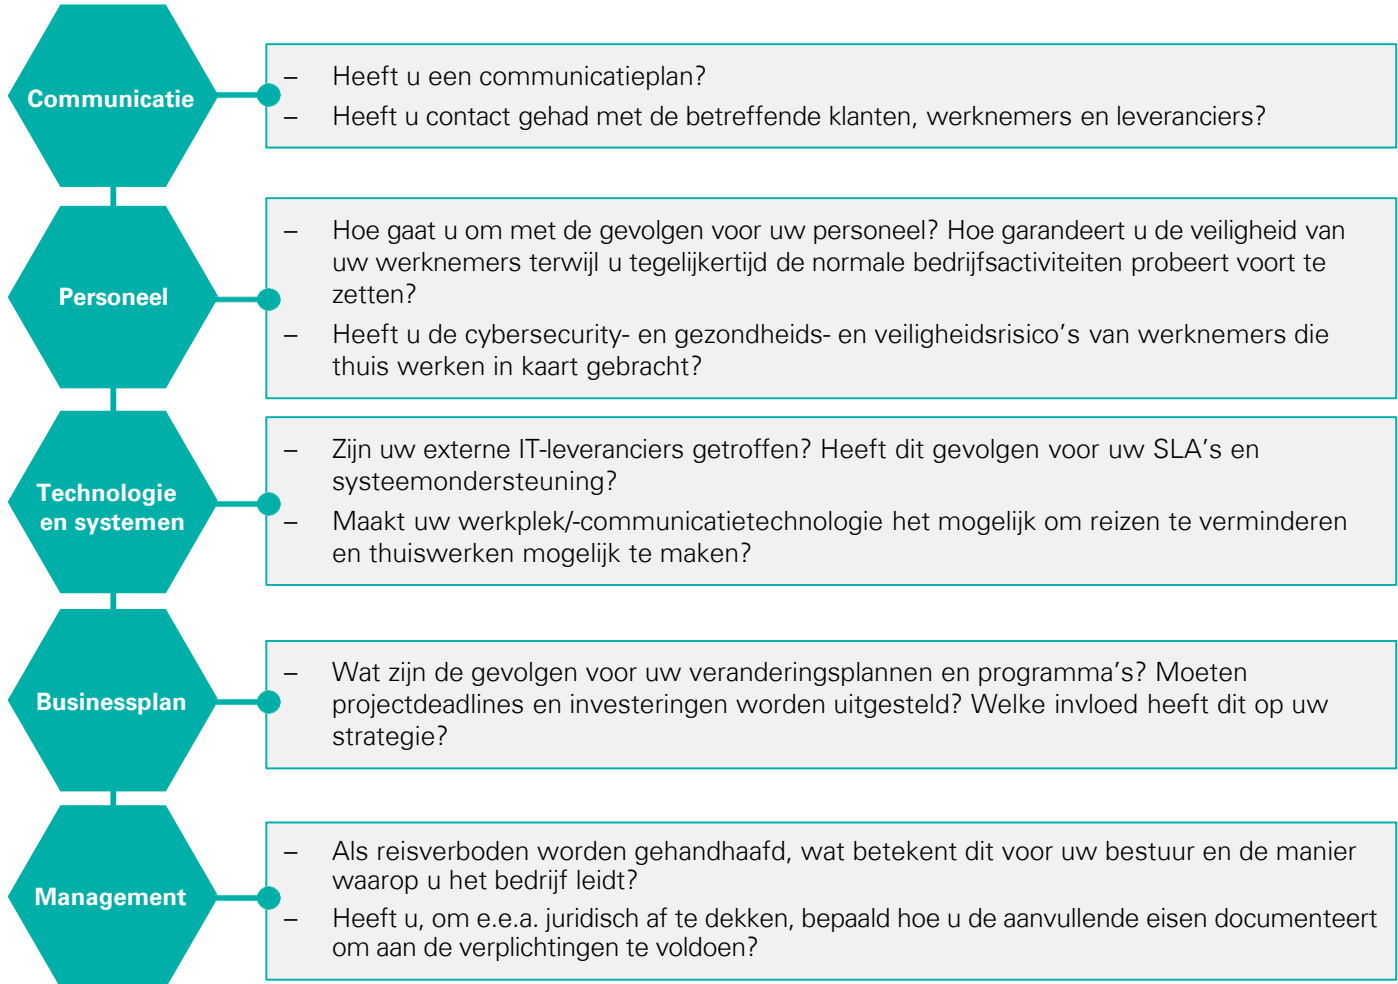 Communicatie
– Heeft u een communicatieplan?
– Heeft u contact gehad met de betreffende klanten, werknemers en leveranciers?
Personeel
– Hoe gaat u om met de gevolgen voor uw personeel? Hoe garandeert u de veiligheid van
uw werknemers terwijl u tegelijkertijd de normale bedrijfsactiviteiten probeert voort te
zetten?
– Heeft u de cybersecurity- en gezondheids- en veiligheidsrisico’s van werknemers die
thuis werken in kaart gebracht?
Technologie
en systemen
– Zijn uw externe IT-leveranciers getroffen? Heeft dit gevolgen voor uw SLA’s en
systeemondersteuning?
– Maakt uw werkplek/-communicatietechnologie het mogelijk om reizen te verminderen
en thuiswerken mogelijk te maken?
Businessplan
– Wat zijn de gevolgen voor uw veranderingsplannen en programma’s? Moeten
projectdeadlines en investeringen worden uitgesteld? Welke invloed heeft dit op uw
strategie?
Management
– Als reisverboden worden gehandhaafd, wat betekent dit voor uw bestuur en de manier
waarop u het bedrijf leidt?
– Heeft u, om e.e.a. juridisch af te dekken, bepaald hoe u de aanvullende eisen documenteert
om aan de verplichtingen te voldoen?